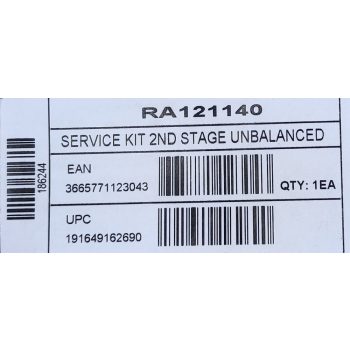 RA121140
SERVICE KIT 2ND STAGE UNBALANCED
EAN
3665771123043
QTY: 1EA
UPC
191649162690
186244